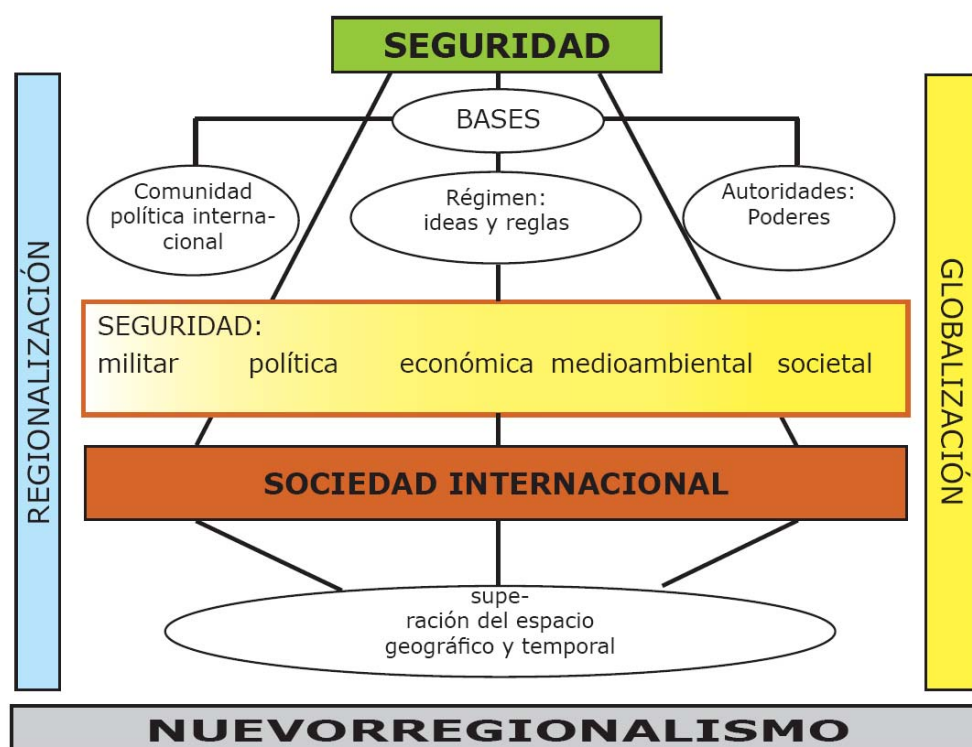 SEGURIDAD
BASES
Comunidad
política interna-
cional
Régimen:
ideas y reglas
Autoridades:
Poderes
REGIONALIZACIÓN
GLOBALIZACIÓN
SEGURIDAD:
militar política económica medioambiental societal
SOCIEDAD INTERNACIONAL
supe-
ración del espacio
geográfico y temporal
NUEVORREGIONALISMO